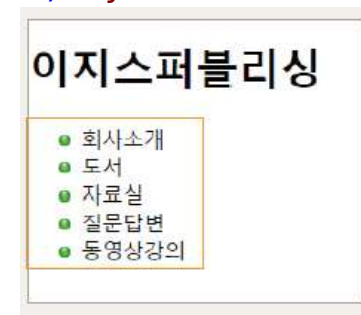 이지스퍼블리싱
회사소개
도서
자료실
질문답변
동영상강의